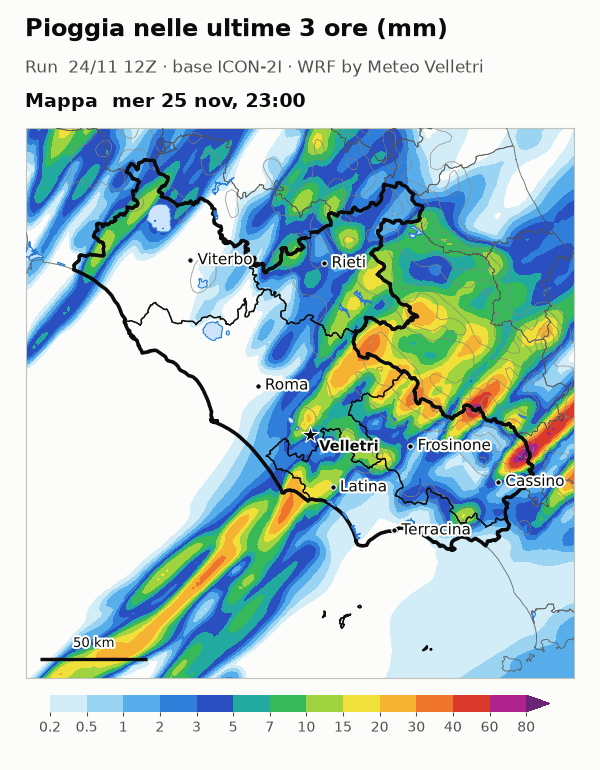 Pioggia nelle ultime 3 ore (mm)
Run 24/11 12Z · base ICON-2I · WRF by Meteo Velletri
Mappa mer 25 nov, 23:00
Viterbo
Rieti
Roma
Velletri
Frosinone
Latina
Cassino
Terracina
50 km
0.2 0.5 1 2 3 5 7 10 15 20 30 40 60 80